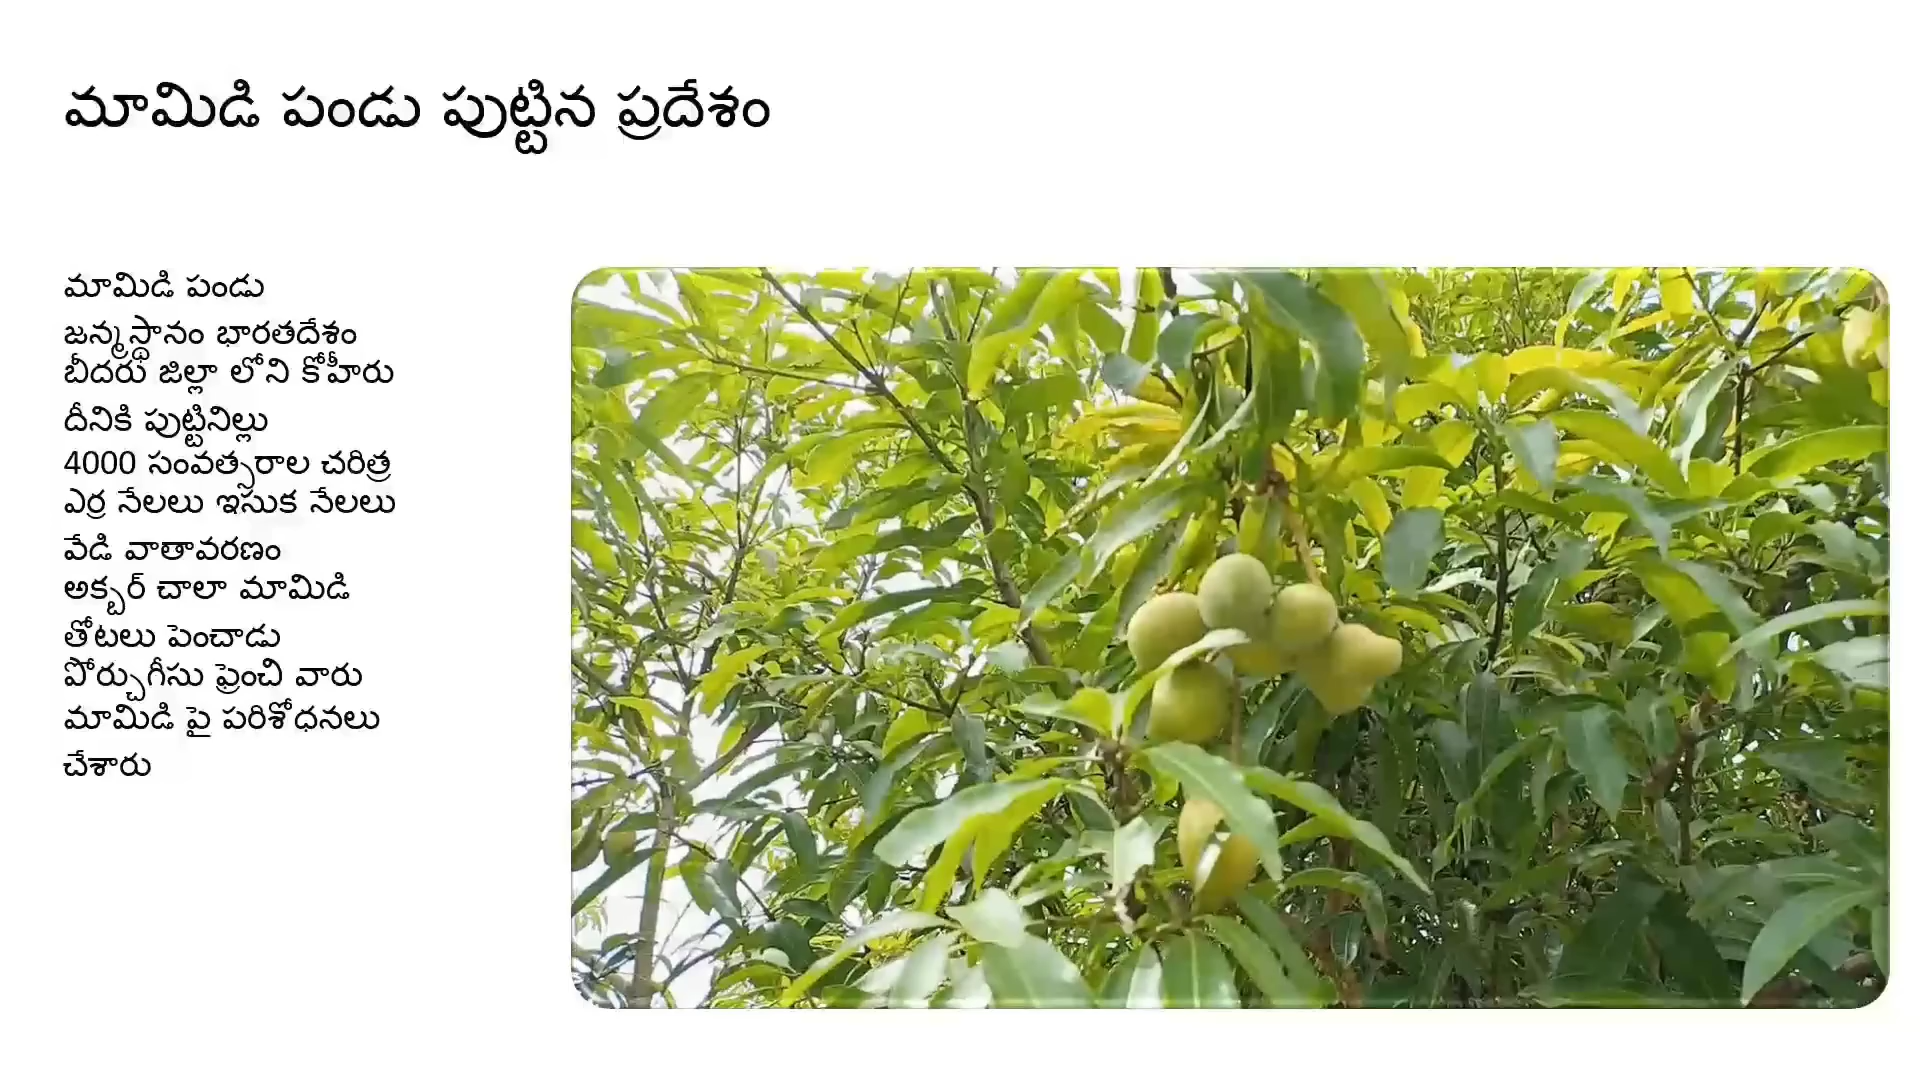 మామిడి పండు పుట్టిన ప్రదేశం
మామిడి పండు
జన్మస్థానం భారతదేశం
బీదరు జిల్లా లోని కోహీరు
దీనికి పుట్టినిల్లు
4000 సంవత్సరాల చరిత్ర
ఎర్ర నేలలు ఇసుక నేలలు
వేడి వాతావరణం
అక్బర్ చాలా మామిడి
తోటలు పెంచాడు
పోర్చుగీసు ఫ్రెంచి వారు
మామిడి పై పరిశోధనలు
చేశారు